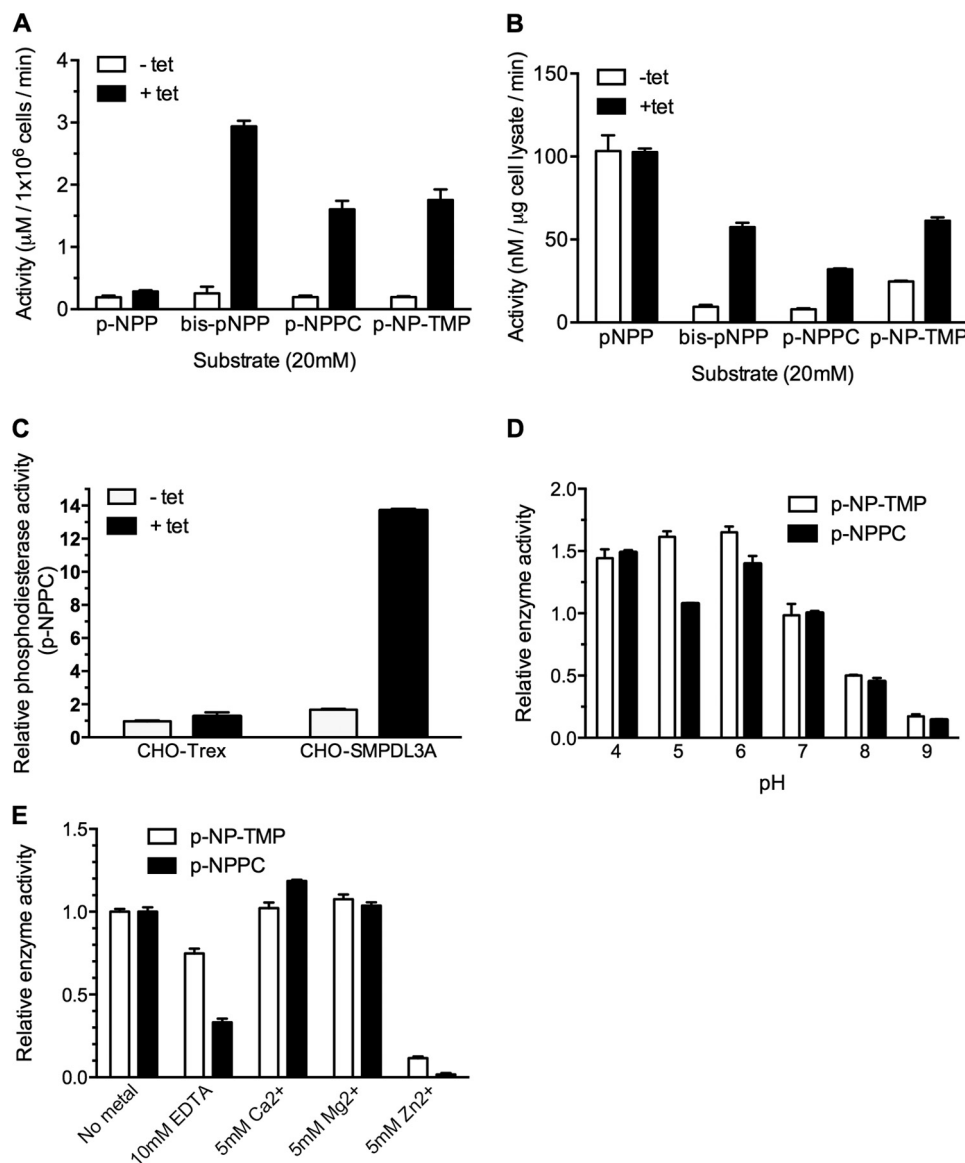 A
- tet
+ tet
Activity (μM / 1x10⁶ cells / min)
4
3
2
1
0
p-NPP bis-pNPP p-NPPC p-NP-TMP
Substrate (20mM)
B
-tet
+tet
Activity (nM / μg cell lysate / min)
150
100
50
0
pNPP bis-pNPP p-NPPC p-NP-TMP
Substrate (20mM)
C
- tet
+ tet
Relative phosphodiesterase activity
(p-NPPC)
14
12
10
8
6
4
2
0
CHO-Trex CHO-SMPDL3A
D
p-NP-TMP
p-NPPC
Relative enzyme activity
2.0
1.5
1.0
0.5
0.0
4 5 6 7 8 9
pH
E
p-NP-TMP
p-NPPC
Relative enzyme activity
1.5
1.0
0.5
0.0
No metal
10mM EDTA
5mM Ca2+
5mM Mg2+
5mM Zn2+